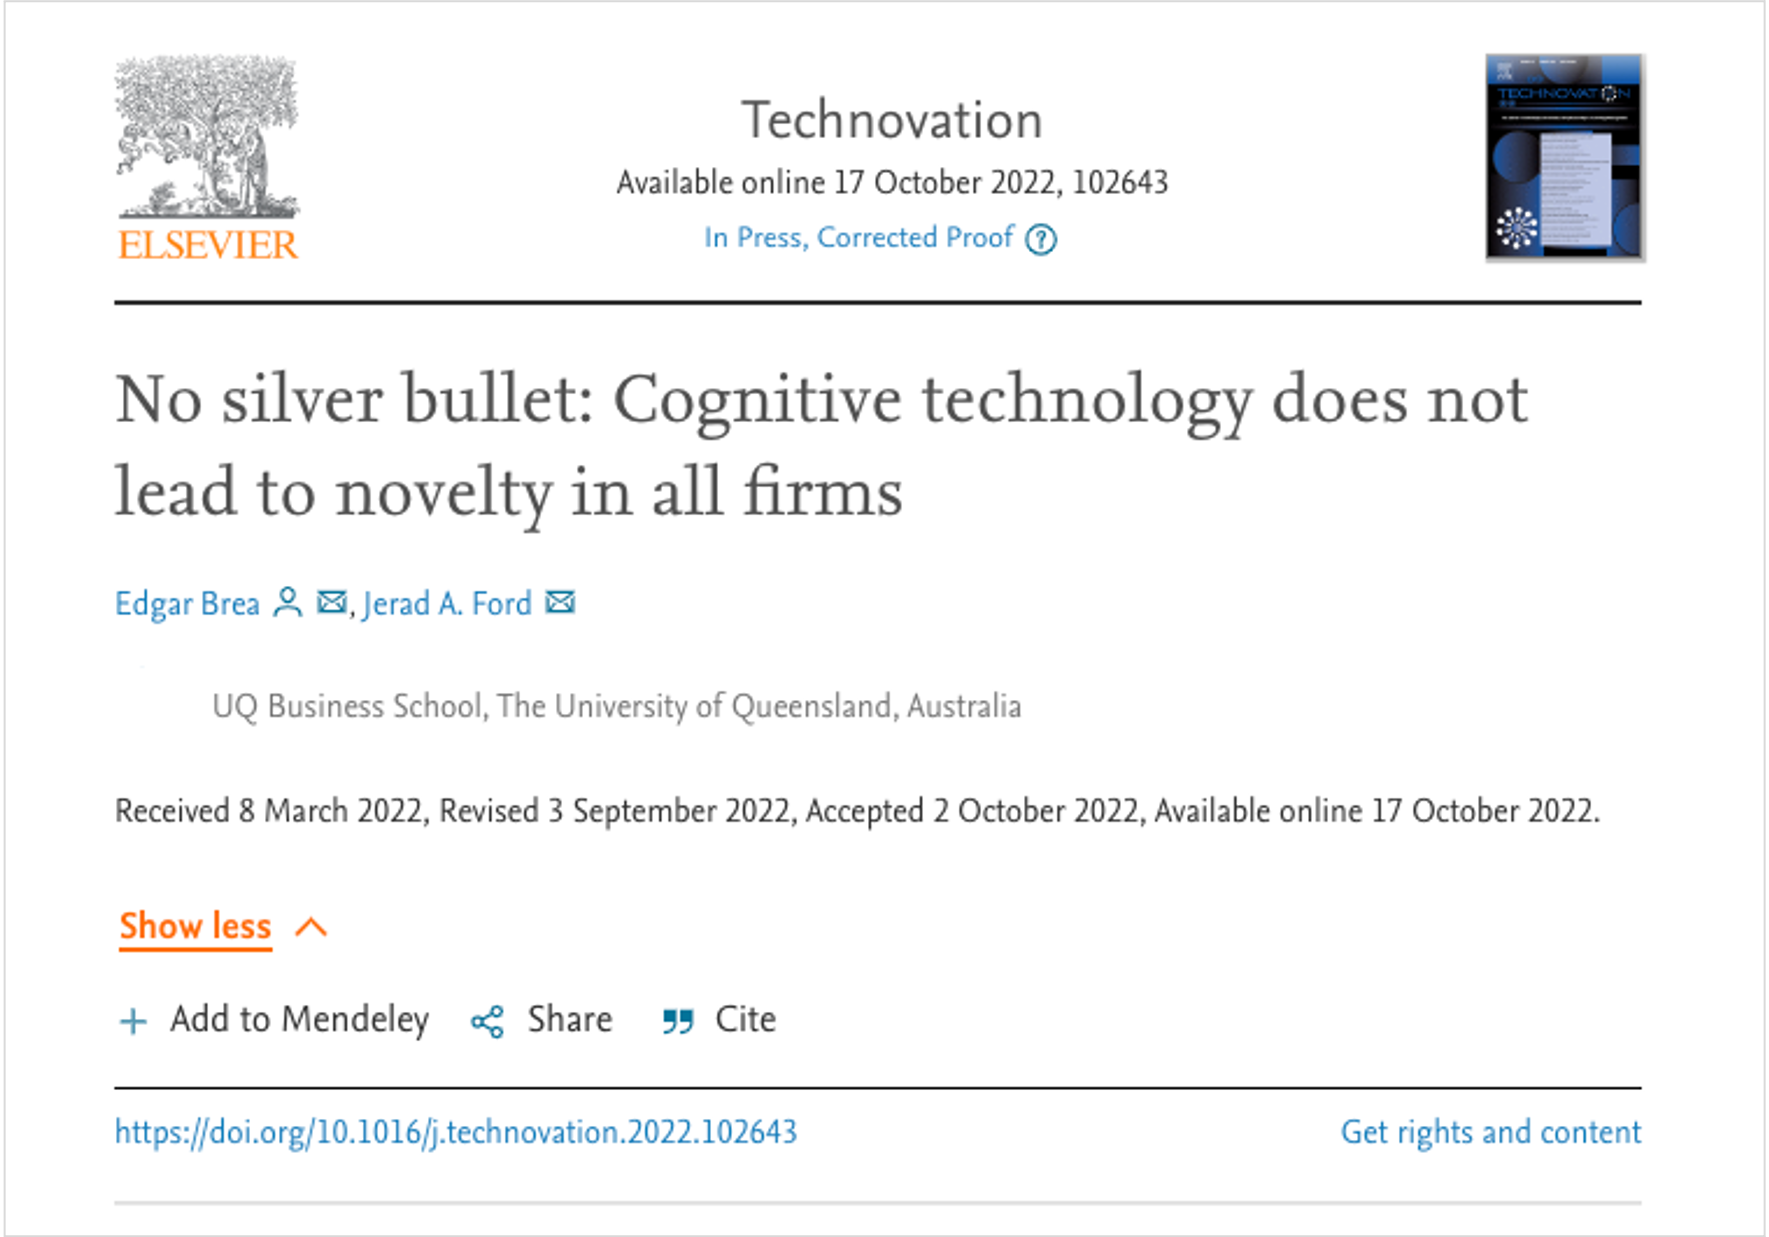 Technovation
Available online 17 October 2022, 102643
In Press, Corrected Proof ?
ELSEVIER
TECHNOVATION
No silver bullet: Cognitive technology does not
lead to novelty in all firms
Edgar Brea, Jerad A. Ford
UQ Business School, The University of Queensland, Australia
Received 8 March 2022, Revised 3 September 2022, Accepted 2 October 2022, Available online 17 October 2022.
Show less
+ Add to Mendeley Share Cite
https://doi.org/10.1016/j.technovation.2022.102643 Get rights and content